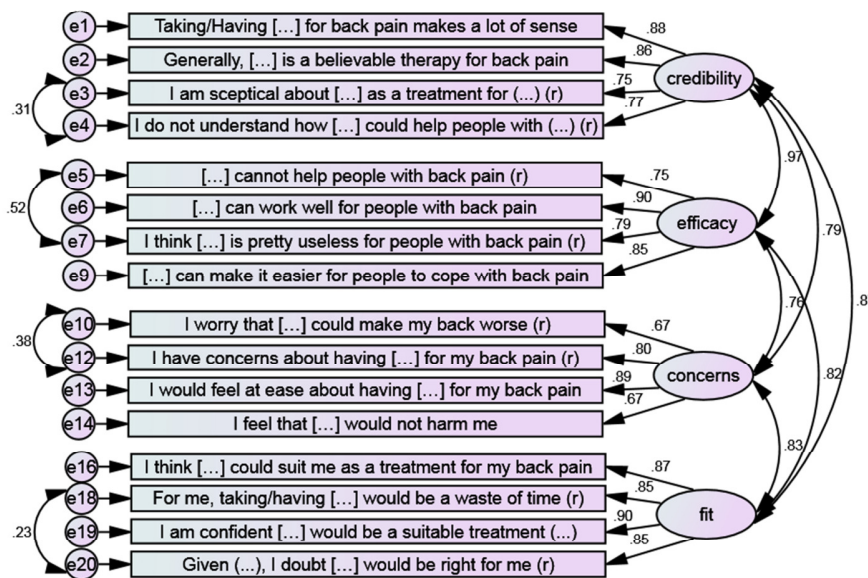 e1 Taking/Having [...] for back pain makes a lot of sense .88
e2 Generally, [...] is a believable therapy for back pain .86
credibility
e3 I am sceptical about [...] as a treatment for (...) (r) .75
.31
e4 I do not understand how [...] could help people with (...) (r) .77
.97
e5 [...] cannot help people with back pain (r) .75
.52
e6 [...] can work well for people with back pain .90
efficacy
.79
e7 I think [...] is pretty useless for people with back pain (r) .79
e9 [...] can make it easier for people to cope with back pain .85
.76
.8
e10 I worry that [...] could make my back worse (r) .67
.38
e12 I have concerns about having [...] for my back pain (r) .80
concerns
.82
e13 I would feel at ease about having [...] for my back pain .89
e14 I feel that [...] would not harm me .67
.83
e16 I think [...] could suit me as a treatment for my back pain .87
e18 For me, taking/having [...] would be a waste of time (r) .85
fit
.23
e19 I am confident [...] would be a suitable treatment (...) .90
e20 Given (...), I doubt [...] would be right for me (r) .85